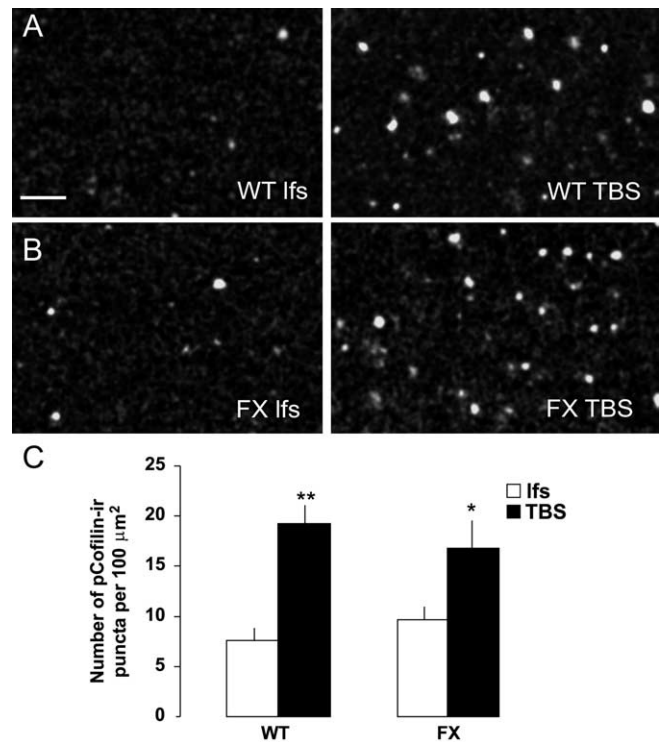 A
WT lfs
WT TBS
B
FX lfs
FX TBS
C
Number of pCofilin-ir
puncta per 100 μm²
25
20
15
10
5
0
**
*
lfs
TBS
WT
FX